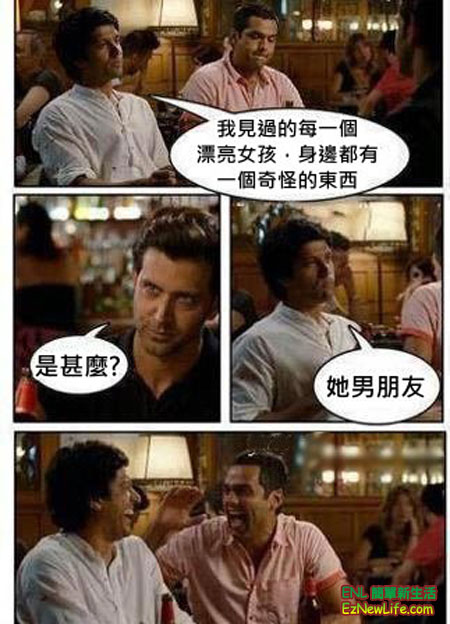 我見過的每一個
漂亮女孩，身邊都有
一個奇怪的東西
是甚麼?
她男朋友
ENL 簡單新生活
EzNewLife.com